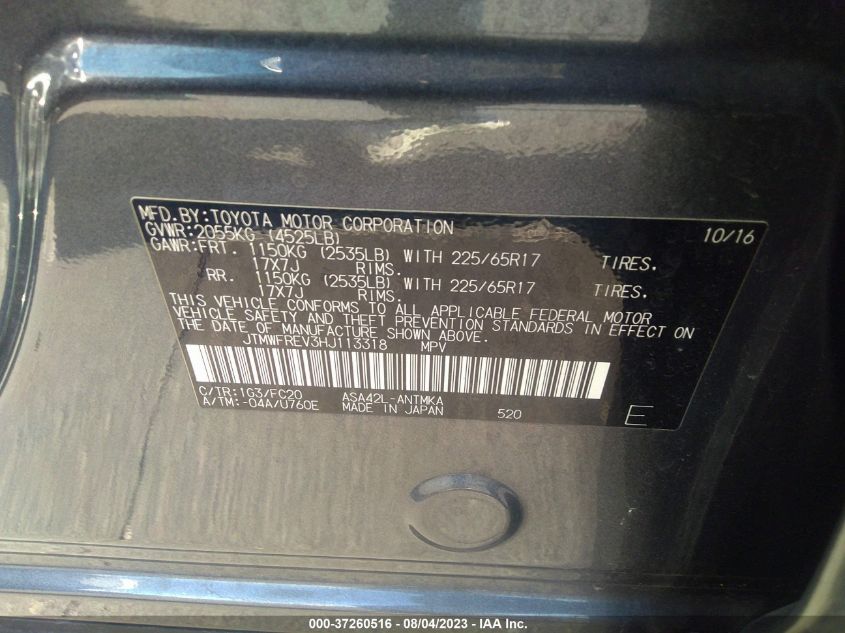 MFD.BY:TOYOTA MOTOR CORPORATION 10/16
GVWR:2055KG (4525LB)
GAWR:FRT. 1150KG (2535LB) WITH 225/65R17 TIRES.
17X7J RIMS.
RR. 1150KG (2535LB) WITH 225/65R17 TIRES.
17X7J RIMS.
THIS VEHICLE CONFORMS TO ALL APPLICABLE FEDERAL MOTOR
VEHICLE SAFETY AND THEFT PREVENTION STANDARDS IN EFFECT ON
THE DATE OF MANUFACTURE SHOWN ABOVE.
JTMWFREV3HJ113318 MPV
C/TR:1G3/FC20 ASA42L-ANTMKA
A/TM:-04A/U760E MADE IN JAPAN 520 E
000-37260516 - 08/04/2023 - IAA Inc.